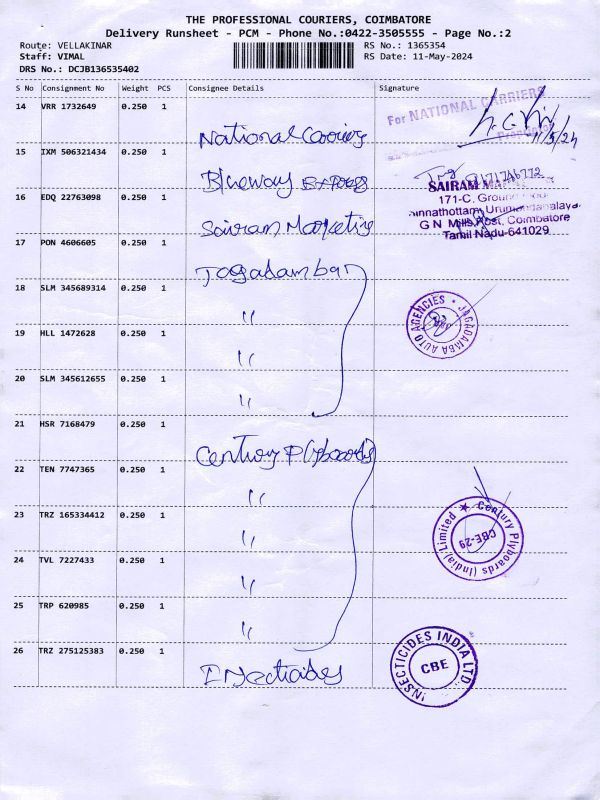 THE PROFESSIONAL COURIERS, COIMBATORE
Delivery Runsheet - PCM - Phone No.:0422-3505555 - Page No.:2
Route: VELLAKINAR RS No.: 1365354
Staff: VIMAL RS Date: 11-May-2024
DRS No.: DCJB136535402
S No Consignment No Weight PCS Consignee Details Signature
14 VRR 1732649 0.250 1 National Carriers
For NATIONAL CARRIERS
11/5/24
15 IXM 506321434 0.250 1 Blueway Express
16 EDQ 22763098 0.250 1 Sairam Marketing
SAIRAM
171-C, Ground
G N Mills Post, Coimbatore
Tamil Nadu-641029
17 PON 4606605 0.250 1 Jagadamban
18 SLM 345689314 0.250 1 "
JAGADAMBA AUTO AGENCIES
19 HLL 1472628 0.250 1 "
20 SLM 345612655 0.250 1 "
21 HSR 7168479 0.250 1 Century Plyboards
22 TEN 7747365 0.250 1 "
23 TRZ 165334412 0.250 1 "
Century Plyboards (India) Limited
CBE-29
24 TVL 7227433 0.250 1 "
25 TRP 620985 0.250 1 "
26 TRZ 275125383 0.250 1 Insecticides
INSECTICIDES INDIA LTD
CBE